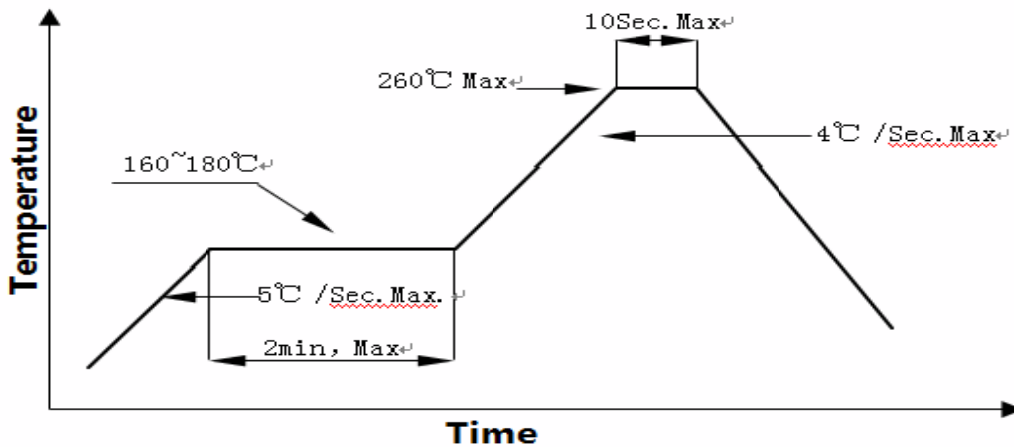 10Sec.Max↵
260℃ Max↵
4℃ /Sec.Max↵
160~180℃↵
5℃ /Sec.Max. ↵
2min, Max↵
Temperature
Time